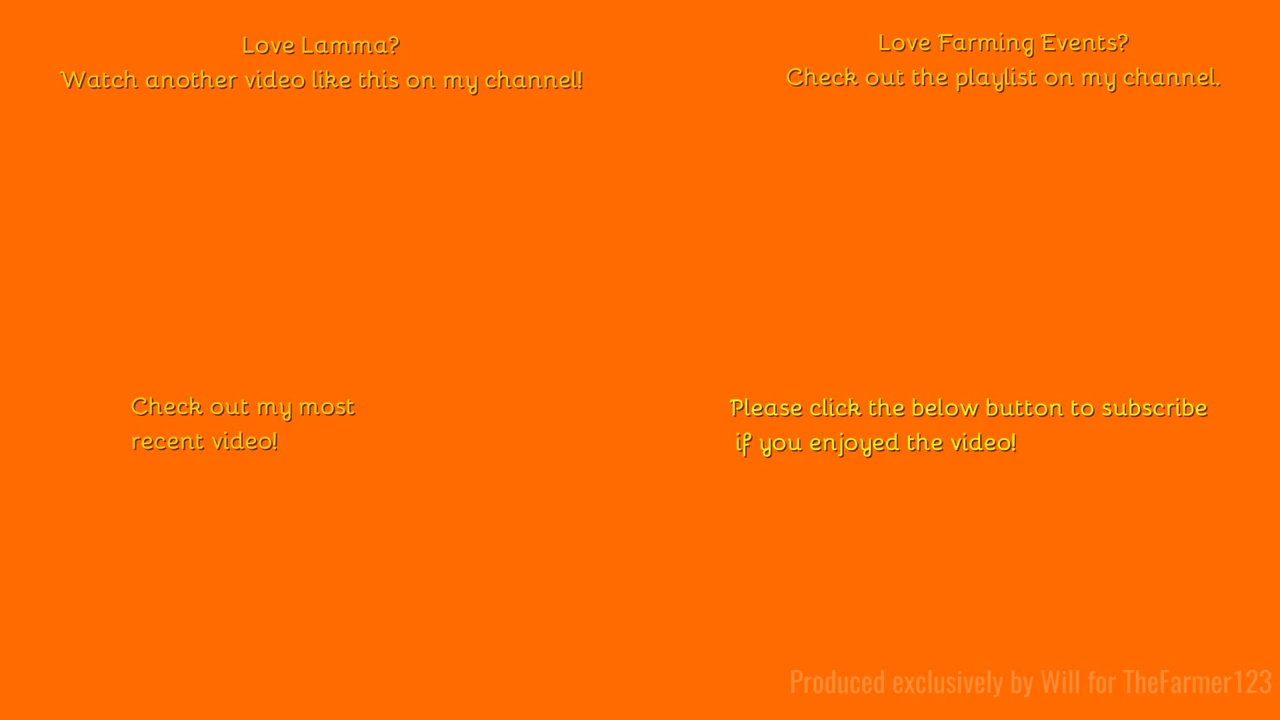 Love Lamma?
Watch another video like this on my channel!
Love Farming Events?
Check out the playlist on my channel.
Check out my most
recent video!
Please click the below button to subscribe
if you enjoyed the video!
Produced exclusively by Will for TheFarmer123